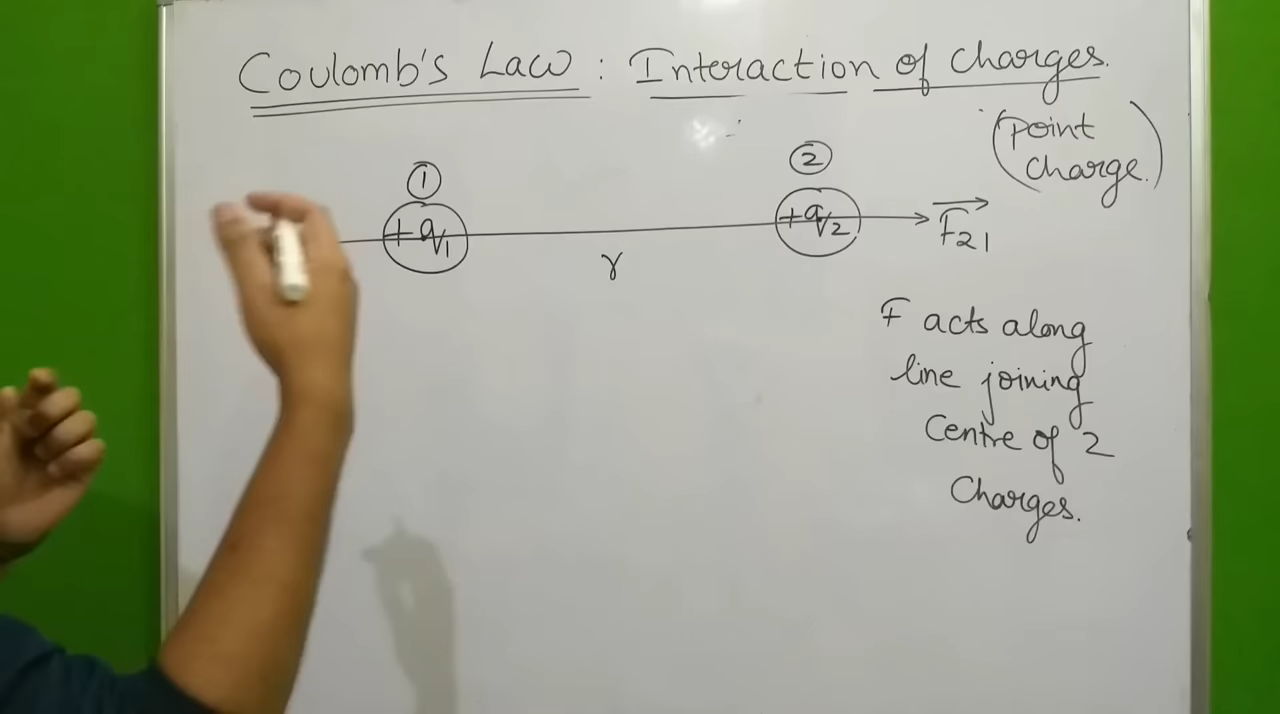 Coulomb's Law : Interaction of Charges.
(Point
Charge.)
① ②
+q1 +q2 F21
r
F acts along
line joining
Centre of 2
Charges.